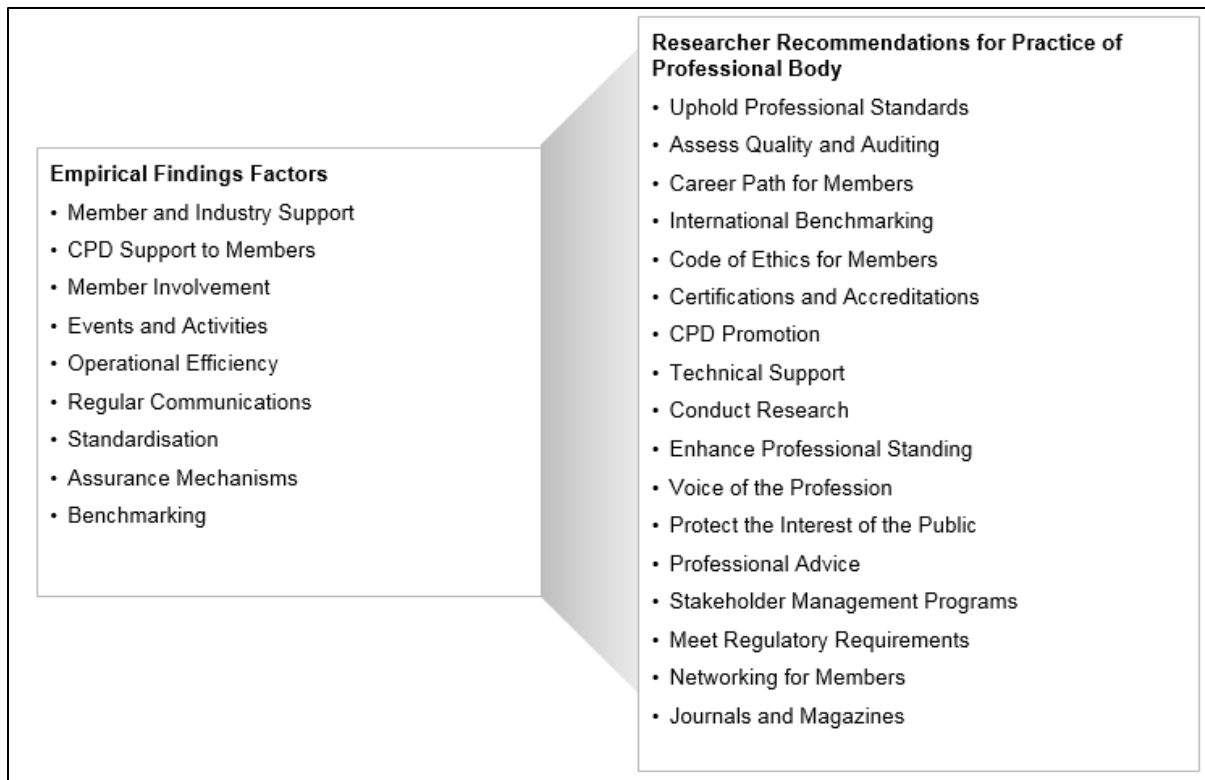 Empirical Findings Factors
• Member and Industry Support
• CPD Support to Members
• Member Involvement
• Events and Activities
• Operational Efficiency
• Regular Communications
• Standardisation
• Assurance Mechanisms
• Benchmarking
Researcher Recommendations for Practice of
Professional Body
• Uphold Professional Standards
• Assess Quality and Auditing
• Career Path for Members
• International Benchmarking
• Code of Ethics for Members
• Certifications and Accreditations
• CPD Promotion
• Technical Support
• Conduct Research
• Enhance Professional Standing
• Voice of the Profession
• Protect the Interest of the Public
• Professional Advice
• Stakeholder Management Programs
• Meet Regulatory Requirements
• Networking for Members
• Journals and Magazines